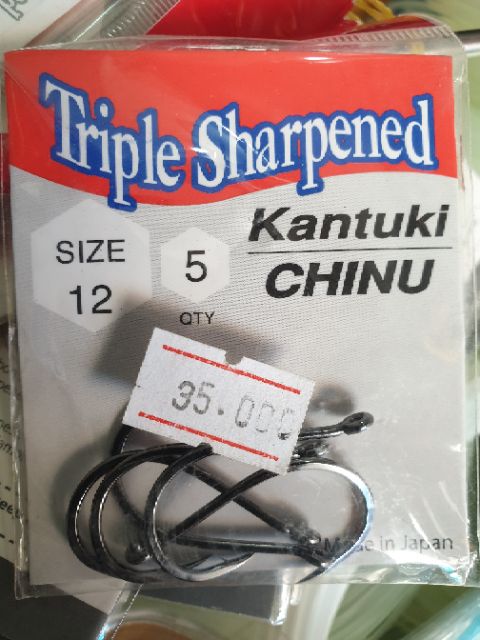 Triple Sharpened
Kantuki
CHINU
SIZE
12
5
QTY
35.000
Made in Japan